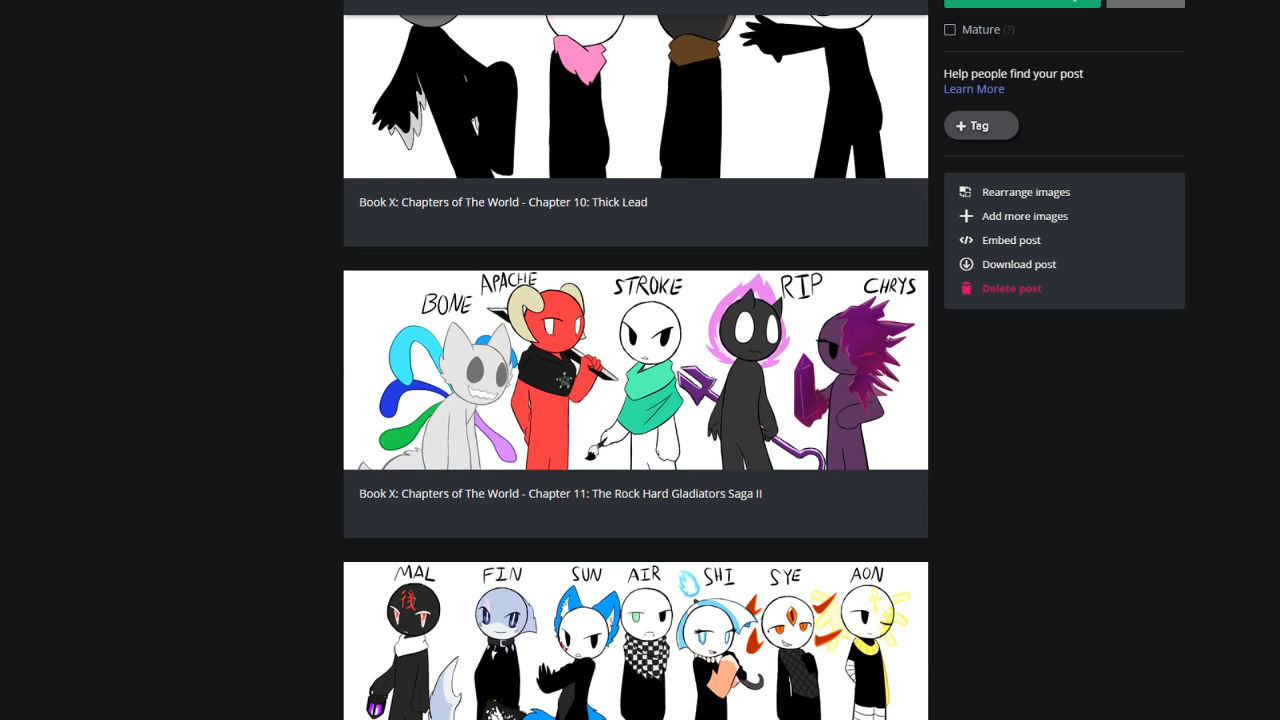 Mature (?)
Help people find your post
Learn More
+ Tag
Book X: Chapters of The World - Chapter 10: Thick Lead
Rearrange images
Add more images
Embed post
Download post
Delete post
BONE APACHE STROKE RIP CHRYS
Book X: Chapters of The World - Chapter 11: The Rock Hard Gladiators Saga II
MAL FIN SUN AIR SHI SYE AON
後